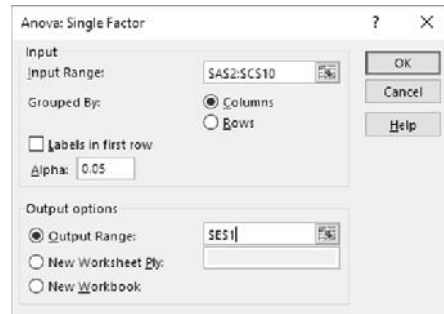 Anova: Single Factor ? ×
Input
Input Range: $A$2:$C$10
OK
Cancel
Help
Grouped By: Columns
Rows
Labels in first row
Alpha: 0.05
Output options
Output Range: $E$1
New Worksheet Ply:
New Workbook